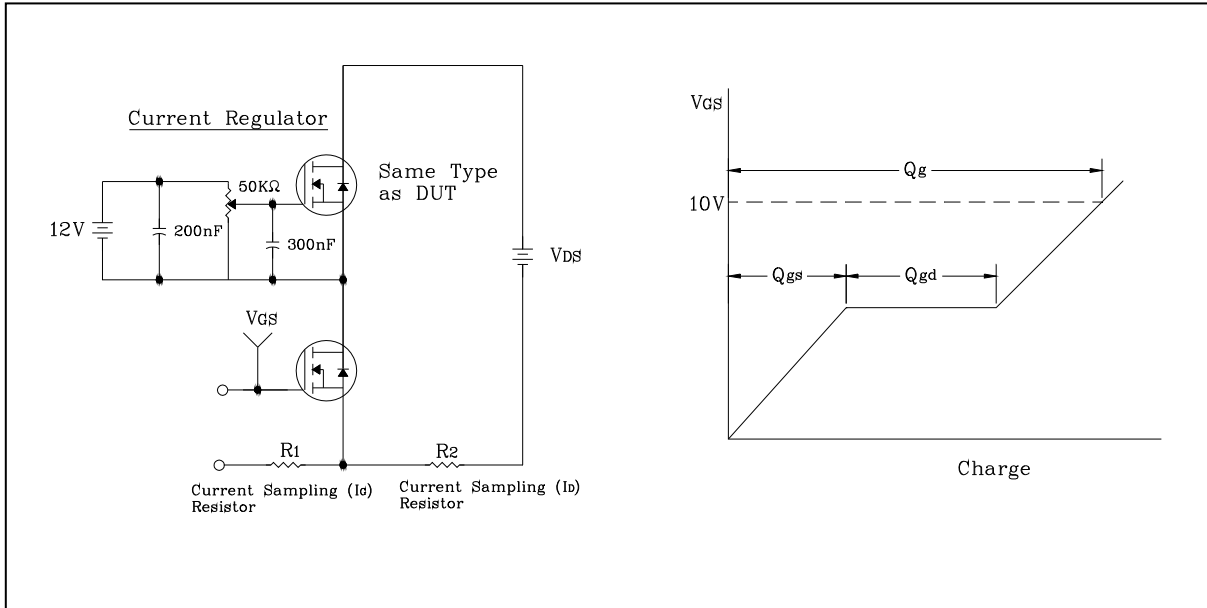 Current Regulator
Same Type
as DUT
50KΩ
12V
200nF
300nF
VDS
VGS
R1
R2
Current Sampling (IG)
Resistor
Current Sampling (ID)
Resistor
VGS
Qg
10V
Qgs
Qgd
Charge